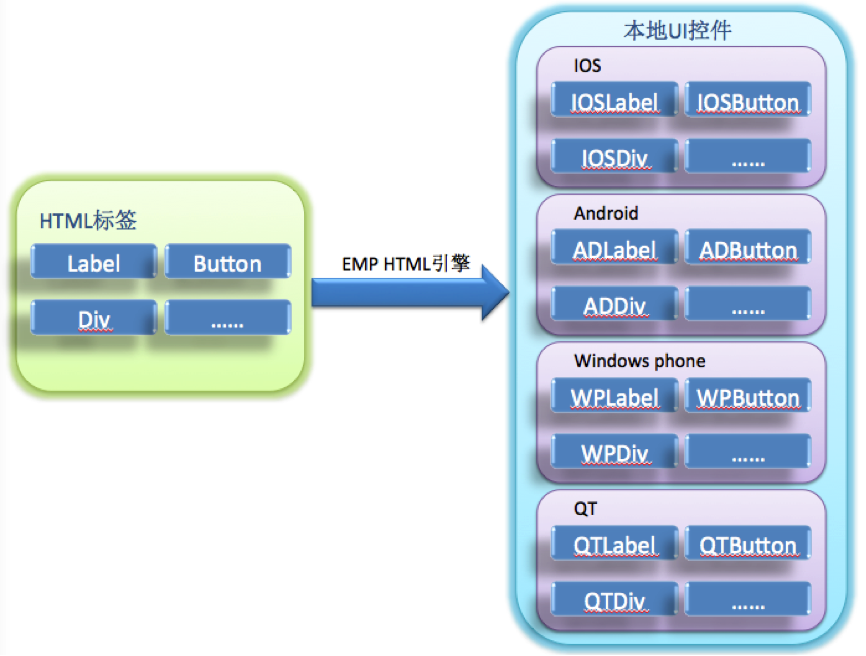 HTML标签
Label Button
Div ......
EMP HTML引擎
本地UI控件
IOS
IOSLabel IOSButton
IOSDiv ......
Android
ADLabel ADButton
ADDiv ......
Windows phone
WPLabel WPButton
WPDiv ......
QT
QTLabel QTButton
QTDiv ......